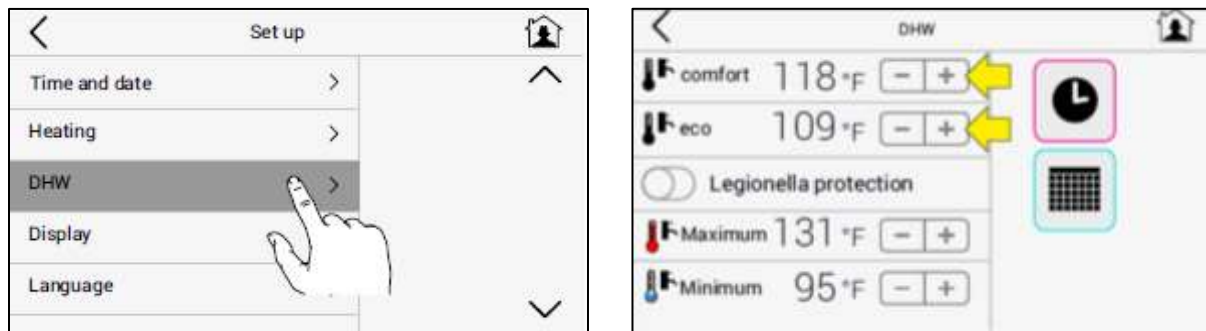 Set up
Time and date
Heating
DHW
Display
Language
DHW
comfort 118 °F - +
eco 109 °F - +
Legionella protection
Maximum 131 °F - +
Minimum 95 °F - +